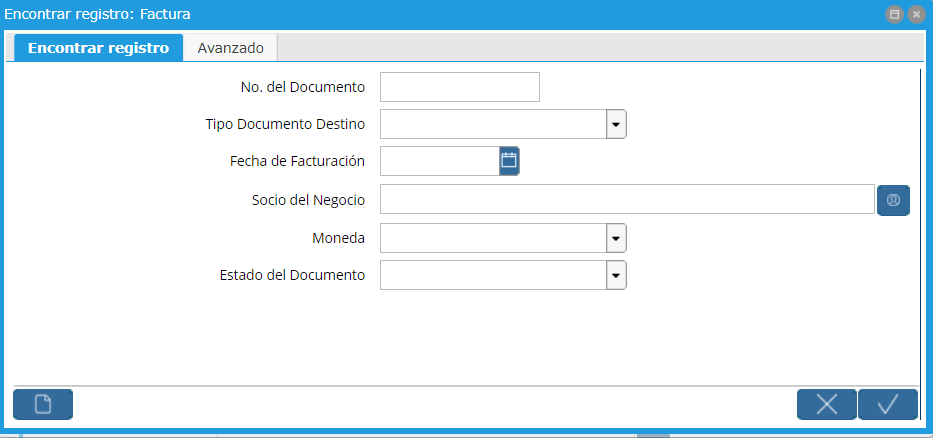 Encontrar registro: Factura
Encontrar registro Avanzado
No. del Documento
Tipo Documento Destino
Fecha de Facturación
Socio del Negocio
Moneda
Estado del Documento